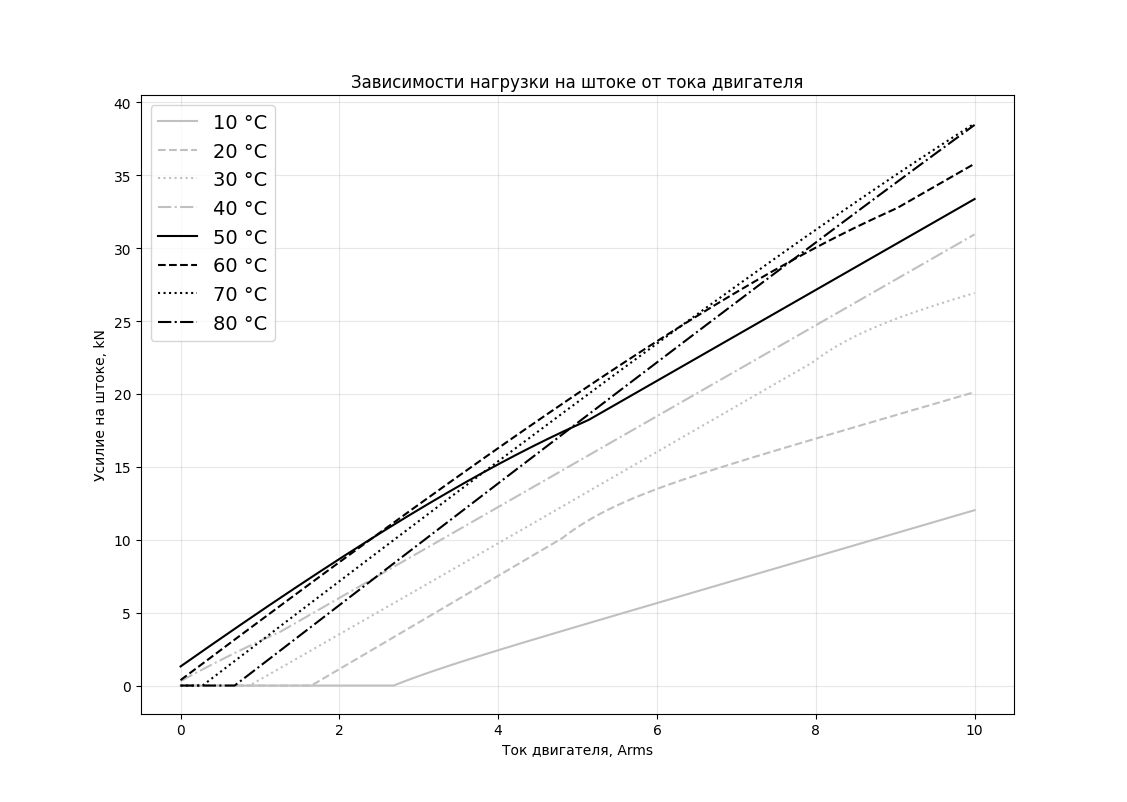 Зависимости нагрузки на штоке от тока двигателя
40
35
30
25
20
15
10
5
0
Усилие на штоке, kN
10 °C
20 °C
30 °C
40 °C
50 °C
60 °C
70 °C
80 °C
0 2 4 6 8 10
Ток двигателя, Arms